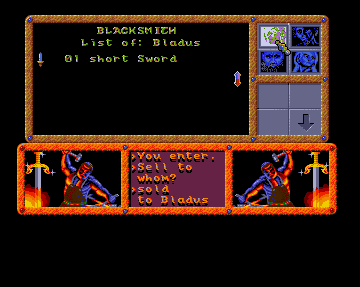 BLACKSMITH
List of: Bladus
01 short Sword
>You enter.
>Sell to
whom?
>sold
to Bladus